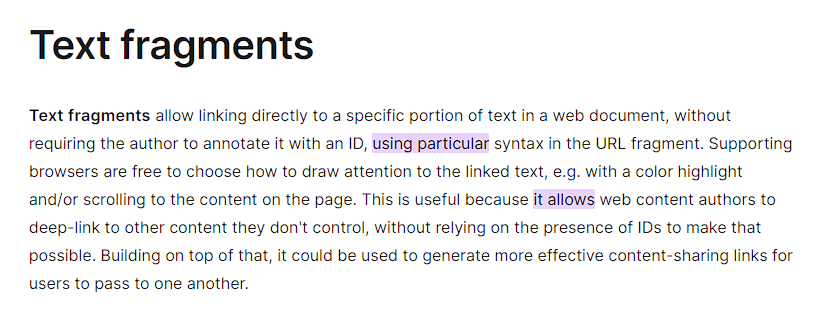 Text fragments
Text fragments allow linking directly to a specific portion of text in a web document, without
requiring the author to annotate it with an ID, using particular syntax in the URL fragment. Supporting
browsers are free to choose how to draw attention to the linked text, e.g. with a color highlight
and/or scrolling to the content on the page. This is useful because it allows web content authors to
deep-link to other content they don't control, without relying on the presence of IDs to make that
possible. Building on top of that, it could be used to generate more effective content-sharing links for
users to pass to one another.